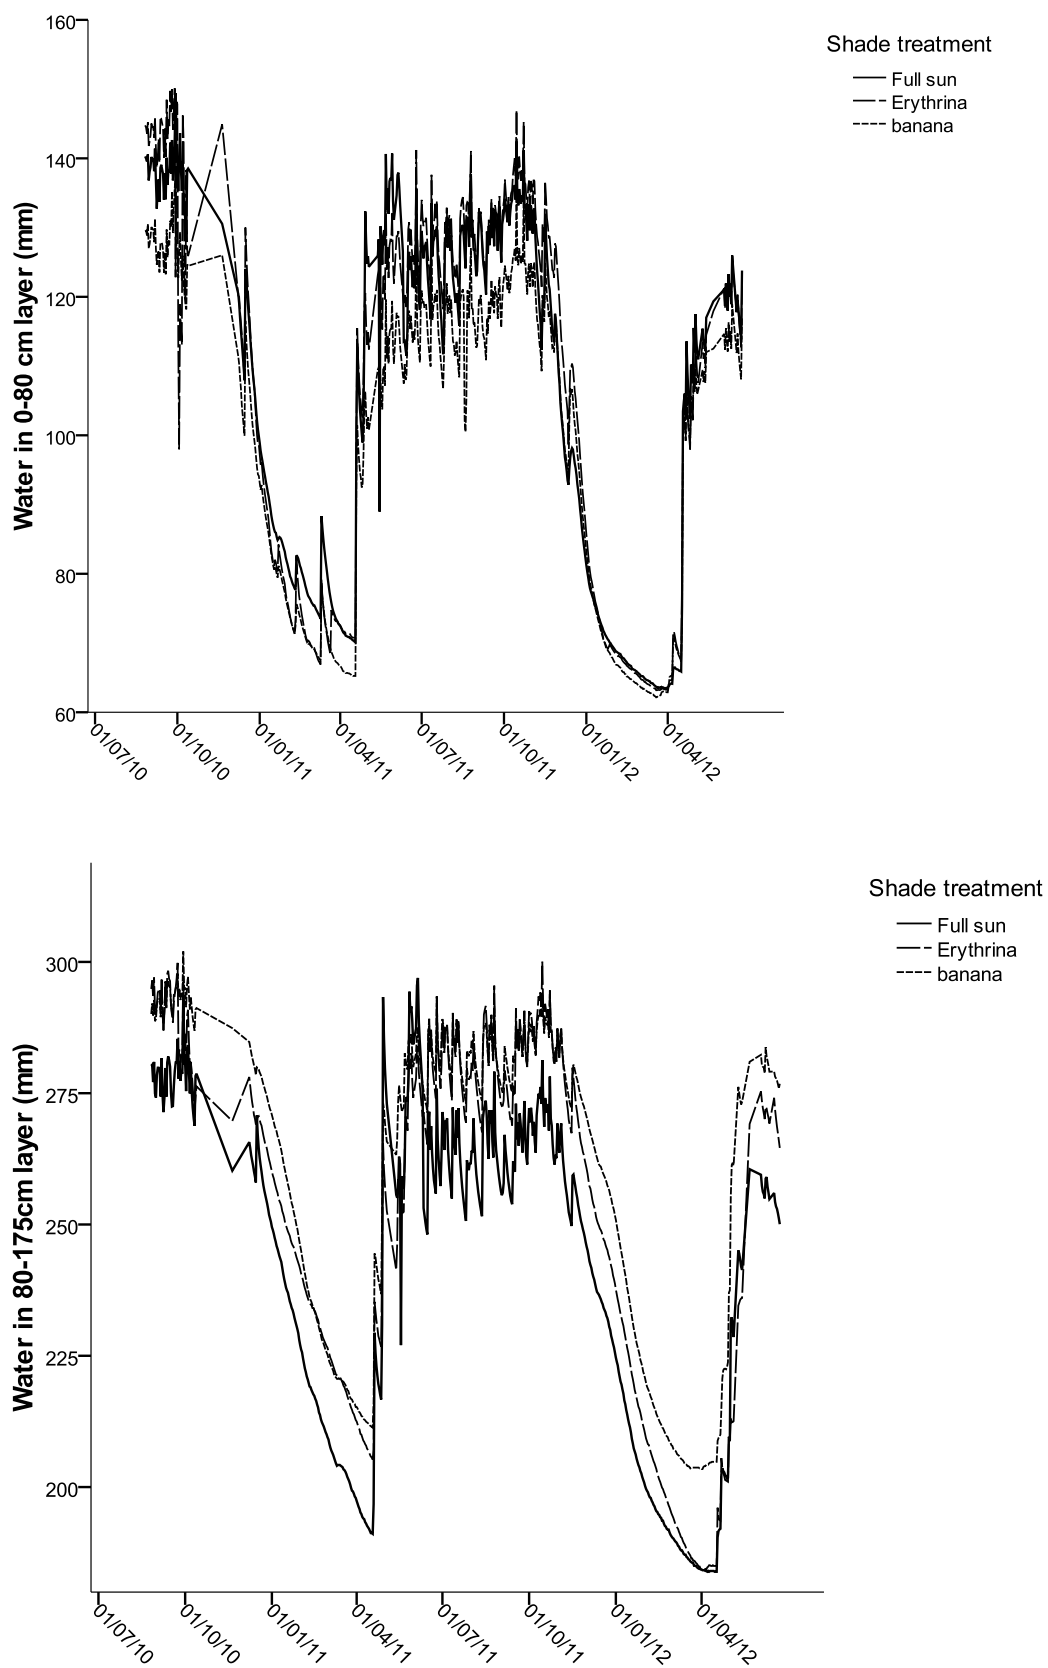 160
150
140
130
120
100
80
60
Water in 0-80 cm layer (mm)
01/07/10
01/10/10
01/01/11
01/04/11
01/07/11
01/10/11
01/01/12
01/04/12
Shade treatment
Full sun
Erythrina
banana
300
275
250
225
200
Water in 80-175cm layer (mm)
01/07/10
01/10/10
01/01/11
01/04/11
01/07/11
01/10/11
01/01/12
01/04/12
Shade treatment
Full sun
Erythrina
banana